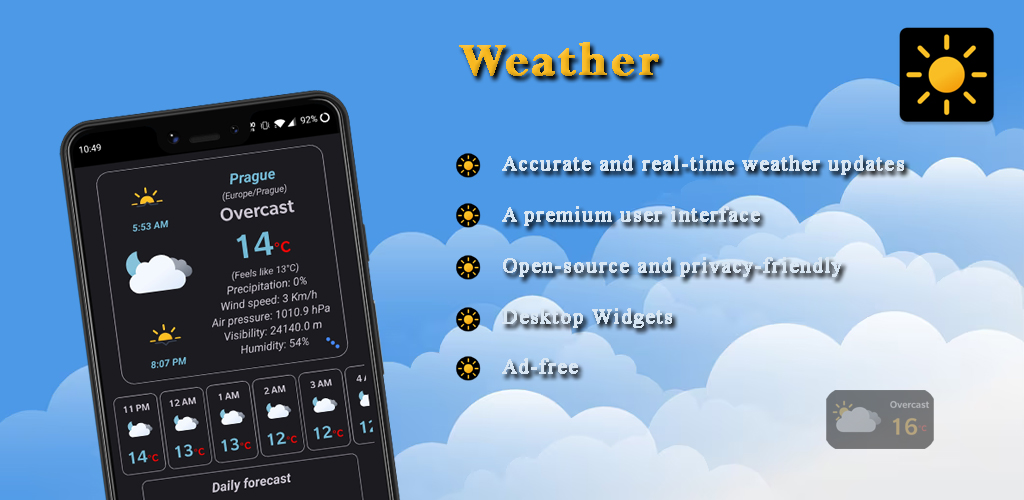 Weather
Accurate and real-time weather updates
A premium user interface
Open-source and privacy-friendly
Desktop Widgets
Ad-free
10:49
92%
Prague
(Europe/Prague)
Overcast
14°C
(Feels like 13°C)
Precipitation: 0%
Wind speed: 3 Km/h
Air pressure: 1010.9 hPa
Visibility: 24140.0 m
Humidity: 54%
5:53 AM
8:07 PM
11 PM 12 AM 1 AM 2 AM 3 AM
14°C 13°C 13°C 12°C 12°C
Daily forecast
Overcast
16°C